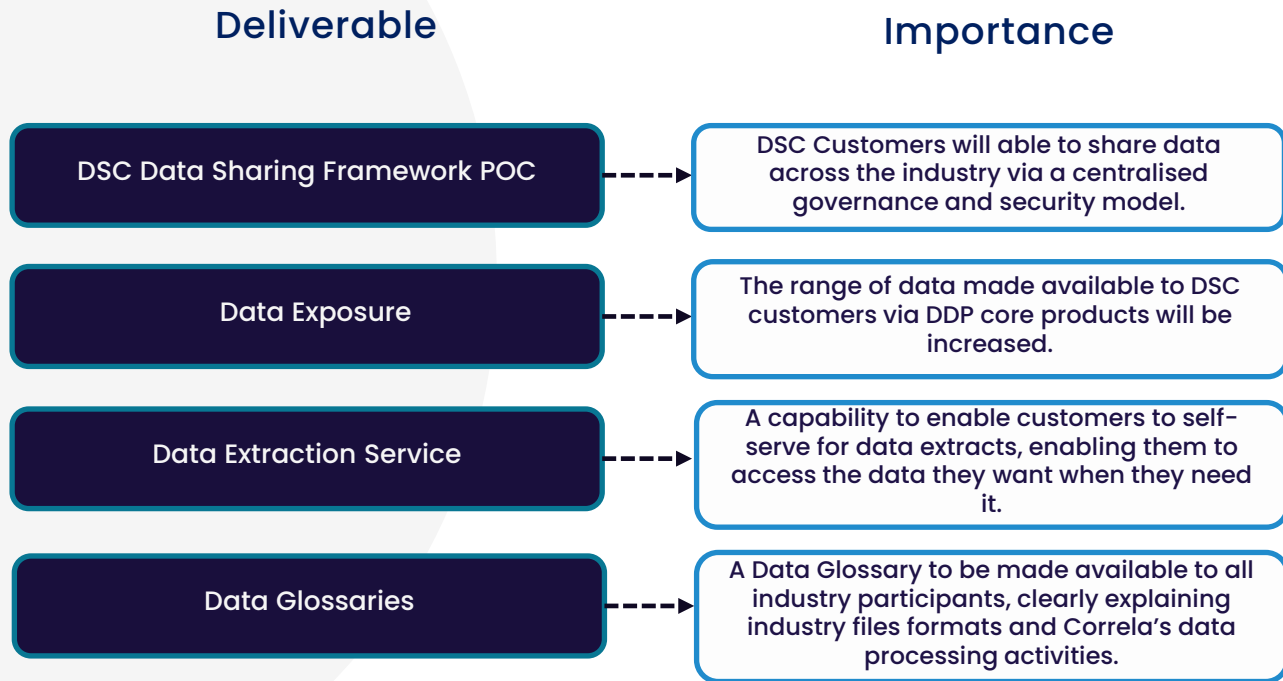 Deliverable
Importance
DSC Data Sharing Framework POC
DSC Customers will able to share data
across the industry via a centralised
governance and security model.
Data Exposure
The range of data made available to DSC
customers via DDP core products will be
increased.
Data Extraction Service
A capability to enable customers to self-
serve for data extracts, enabling them to
access the data they want when they need
it.
Data Glossaries
A Data Glossary to be made available to all
industry participants, clearly explaining
industry files formats and Correla's data
processing activities.